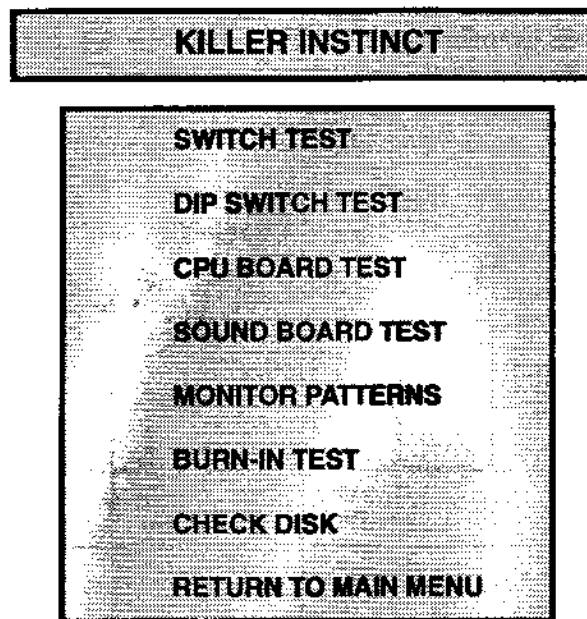 KILLER INSTINCT
SWITCH TEST
DIP SWITCH TEST
CPU BOARD TEST
SOUND BOARD TEST
MONITOR PATTERNS
BURN-IN TEST
CHECK DISK
RETURN TO MAIN MENU